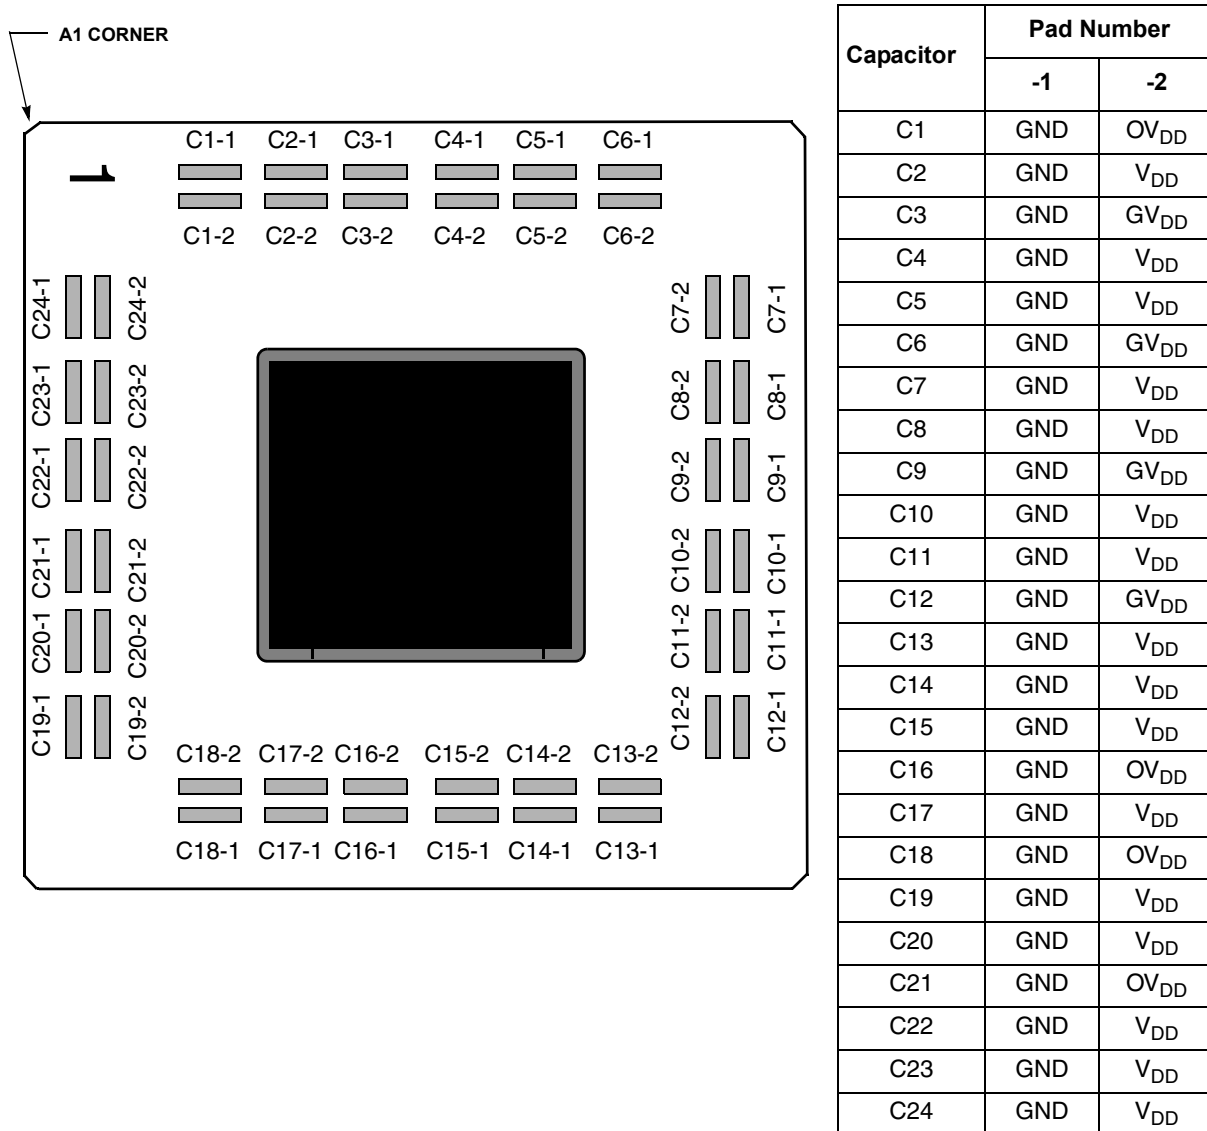 A1 CORNER
1
C1-1 C2-1 C3-1 C4-1 C5-1 C6-1
C1-2 C2-2 C3-2 C4-2 C5-2 C6-2
C24-1 C24-2 C7-2 C7-1
C23-1 C23-2 C8-2 C8-1
C22-1 C22-2 C9-2 C9-1
C21-1 C21-2 C10-2 C10-1
C20-1 C20-2 C11-2 C11-1
C19-1 C19-2 C12-2 C12-1
C18-2 C17-2 C16-2 C15-2 C14-2 C13-2
C18-1 C17-1 C16-1 C15-1 C14-1 C13-1
Capacitor Pad Number
-1 -2
C1 GND OVDD
C2 GND VDD
C3 GND GVDD
C4 GND VDD
C5 GND VDD
C6 GND GVDD
C7 GND VDD
C8 GND VDD
C9 GND GVDD
C10 GND VDD
C11 GND VDD
C12 GND GVDD
C13 GND VDD
C14 GND VDD
C15 GND VDD
C16 GND OVDD
C17 GND VDD
C18 GND OVDD
C19 GND VDD
C20 GND VDD
C21 GND OVDD
C22 GND VDD
C23 GND VDD
C24 GND VDD